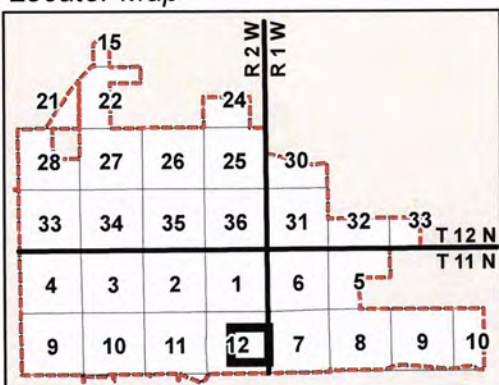 Locator Map
15
R 2 W
R 1 W
21 22 24
28 27 26 25 30
33 34 35 36 31 32 33
T 12 N
T 11 N
4 3 2 1 6 5
9 10 11 12 7 8 9 10